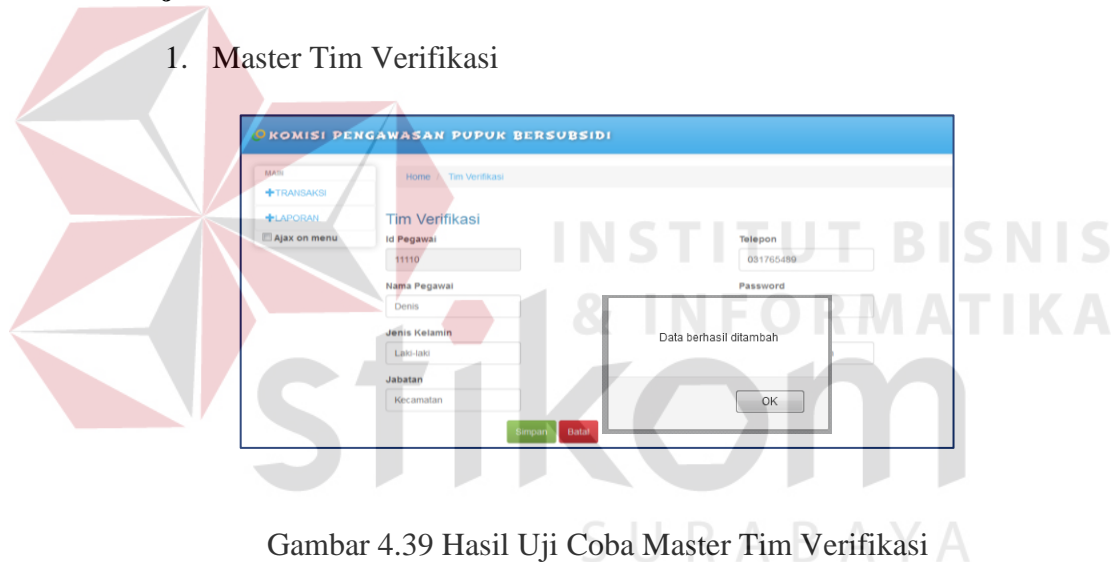 1. Master Tim Verifikasi
KOMISI PENGAWASAN PUPUK BERSUBSIDI
MAIN
+TRANSAKSI
+LAPORAN
Ajax on menu
Home / Tim Verifikasi
Tim Verifikasi
Id Pegawai
11110
Nama Pegawai
Denis
Jenis Kelamin
Laki-laki
Jabatan
Kecamatan
Telepon
031765489
Password
Data berhasil ditambah
OK
Simpan
Batal
INSTITUT BISNIS
& INFORMATIKA
stikom
SURABAYA
Gambar 4.39 Hasil Uji Coba Master Tim Verifikasi